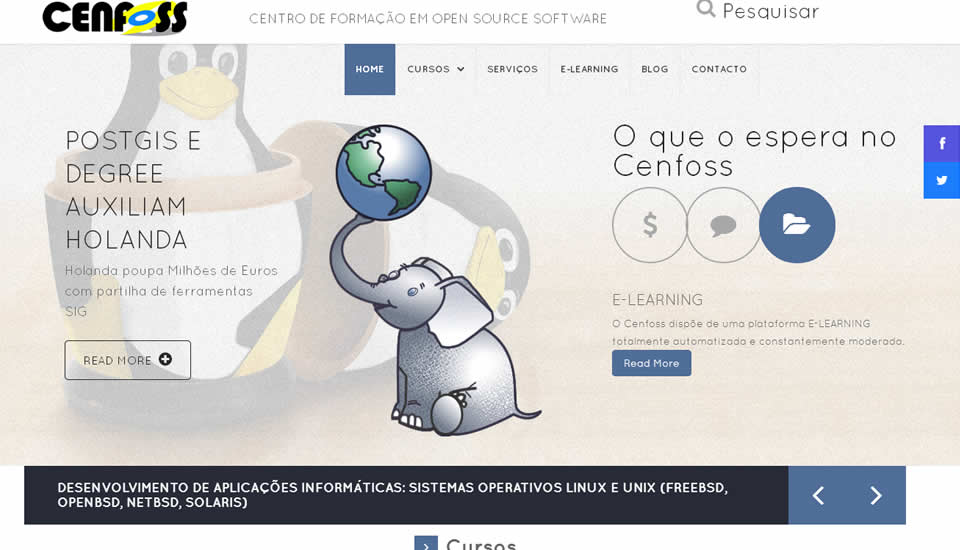 CENFOSS
CENTRO DE FORMAÇÃO EM OPEN SOURCE SOFTWARE
Pesquisar
HOME
CURSOS
SERVIÇOS
E-LEARNING
BLOG
CONTACTO
POSTGIS E
DEGREE
AUXILIAM
HOLANDA
Holanda poupa Milhões de Euros
com partilha de ferramentas
SIG
READ MORE
O que o espera no
Cenfoss
$
E-LEARNING
O Cenfoss dispõe de uma plataforma E-LEARNING
totalmente automatizada e constantemente moderada.
Read More
DESENVOLVIMENTO DE APLICAÇÕES INFORMÁTICAS: SISTEMAS OPERATIVOS LINUX E UNIX (FREEBSD,
OPENBSD, NETBSD, SOLARIS)
Cursos